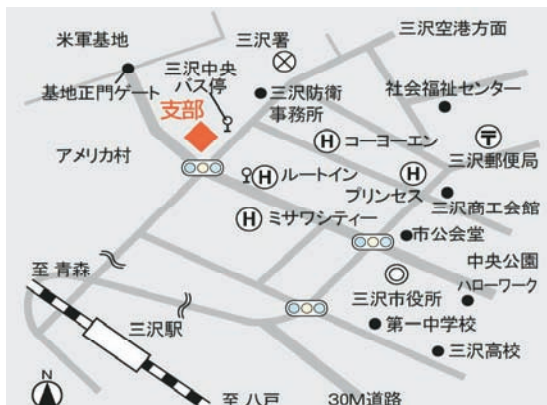 米軍基地
三沢署
三沢空港方面
基地正門ゲート
三沢中央
バス停
支部
三沢防衛
事務所
社会福祉センター
コーヨーエン
三沢郵便局
アメリカ村
H
H
H
H
ルートイン
プリンセス
三沢商工会館
ミサワシティー
市公会堂
中央公園
至 青森
三沢市役所
ハローワーク
三沢駅
第一中学校
三沢高校
N
至 八戸
30M道路